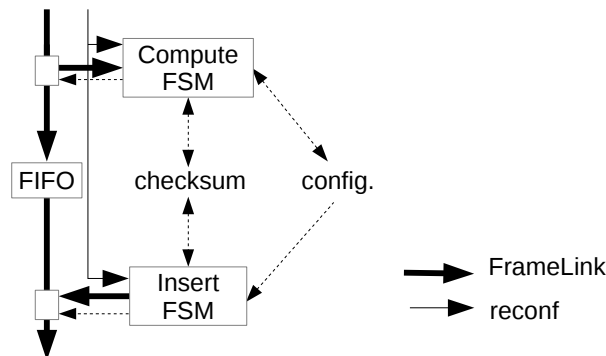 Compute
FSM
FIFO
checksum
config.
Insert
FSM
FrameLink
reconf